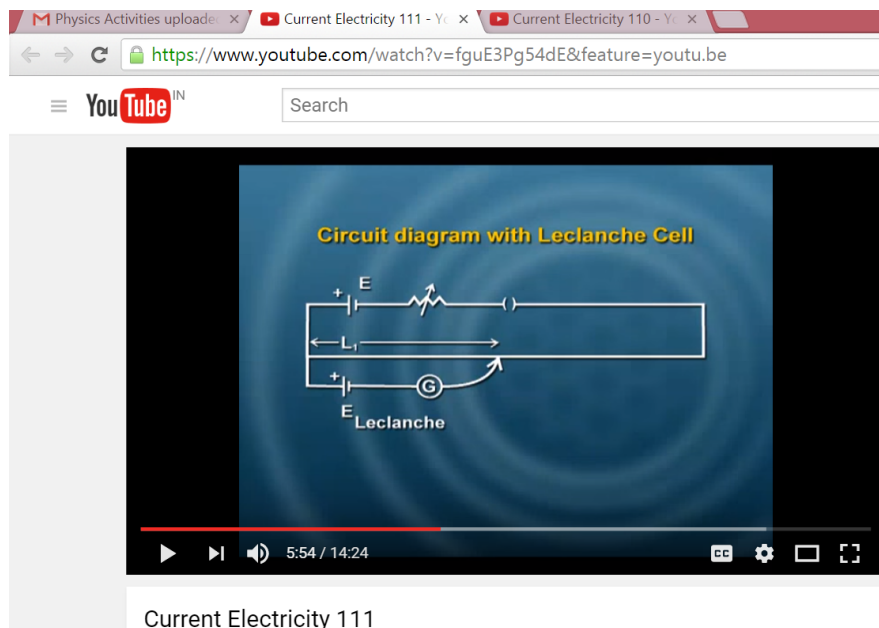 Physics Activities uploade
Current Electricity 111 - Yo
Current Electricity 110 - Yo
https://www.youtube.com/watch?v=fguE3Pg54dE&feature=youtu.be
YouTube IN
Search
Circuit diagram with Leclanche Cell
+ E
L₁
+ G
E Leclanche
5:54 / 14:24
CC
Current Electricity 111